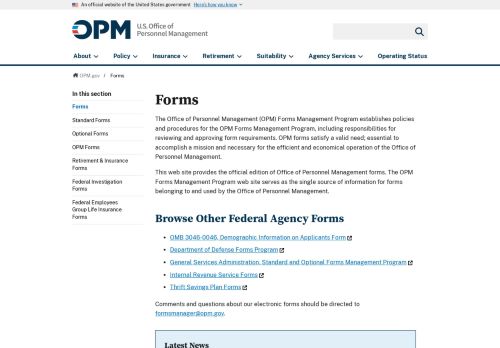 An official website of the United States government Here's how you know
OPM U.S. Office of
Personnel Management
About Policy Insurance Retirement Suitability Agency Services Operating Status
OPM.gov / Forms
In this section
Forms
Standard Forms
Optional Forms
OPM Forms
Retirement & Insurance
Forms
Federal Investigation
Forms
Federal Employees
Group Life Insurance
Forms
Forms
The Office of Personnel Management (OPM) Forms Management Program establishes policies
and procedures for the OPM Forms Management Program, including responsibilities for
reviewing and approving form requirements. OPM forms satisfy a valid need; essential to
accomplish a mission and necessary for the efficient and economical operation of the Office of
Personnel Management.
This web site provides the official edition of Office of Personnel Management forms. The OPM
Forms Management Program web site serves as the single source of information for forms
belonging to and used by the Office of Personnel Management.
Browse Other Federal Agency Forms
OMB 3046-0046, Demographic Information on Applicants Form
Department of Defense Forms Program
General Services Administration, Standard and Optional Forms Management Program
Internal Revenue Service Forms
Thrift Savings Plan Forms
Comments and questions about our electronic forms should be directed to
formsmanager@opm.gov.
Latest News